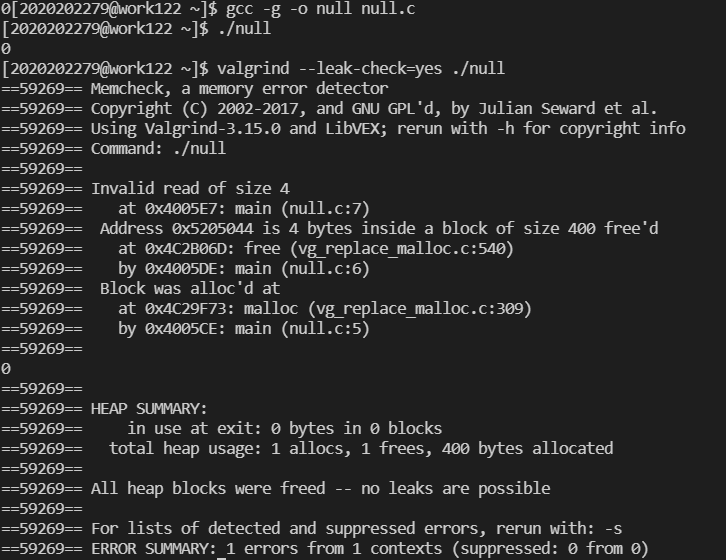 0[2020202279@work122 ~]$ gcc -g -o null null.c
[2020202279@work122 ~]$ ./null
0
[2020202279@work122 ~]$ valgrind --leak-check=yes ./null
==59269== Memcheck, a memory error detector
==59269== Copyright (C) 2002-2017, and GNU GPL'd, by Julian Seward et al.
==59269== Using Valgrind-3.15.0 and LibVEX; rerun with -h for copyright info
==59269== Command: ./null
==59269==
==59269== Invalid read of size 4
==59269==    at 0x4005E7: main (null.c:7)
==59269==  Address 0x5205044 is 4 bytes inside a block of size 400 free'd
==59269==    at 0x4C2B06D: free (vg_replace_malloc.c:540)
==59269==    by 0x4005DE: main (null.c:6)
==59269==  Block was alloc'd at
==59269==    at 0x4C29F73: malloc (vg_replace_malloc.c:309)
==59269==    by 0x4005CE: main (null.c:5)
==59269==
0
==59269==
==59269== HEAP SUMMARY:
==59269==     in use at exit: 0 bytes in 0 blocks
==59269==   total heap usage: 1 allocs, 1 frees, 400 bytes allocated
==59269==
==59269== All heap blocks were freed -- no leaks are possible
==59269==
==59269== For lists of detected and suppressed errors, rerun with: -s
==59269== ERROR SUMMARY: 1 errors from 1 contexts (suppressed: 0 from 0)